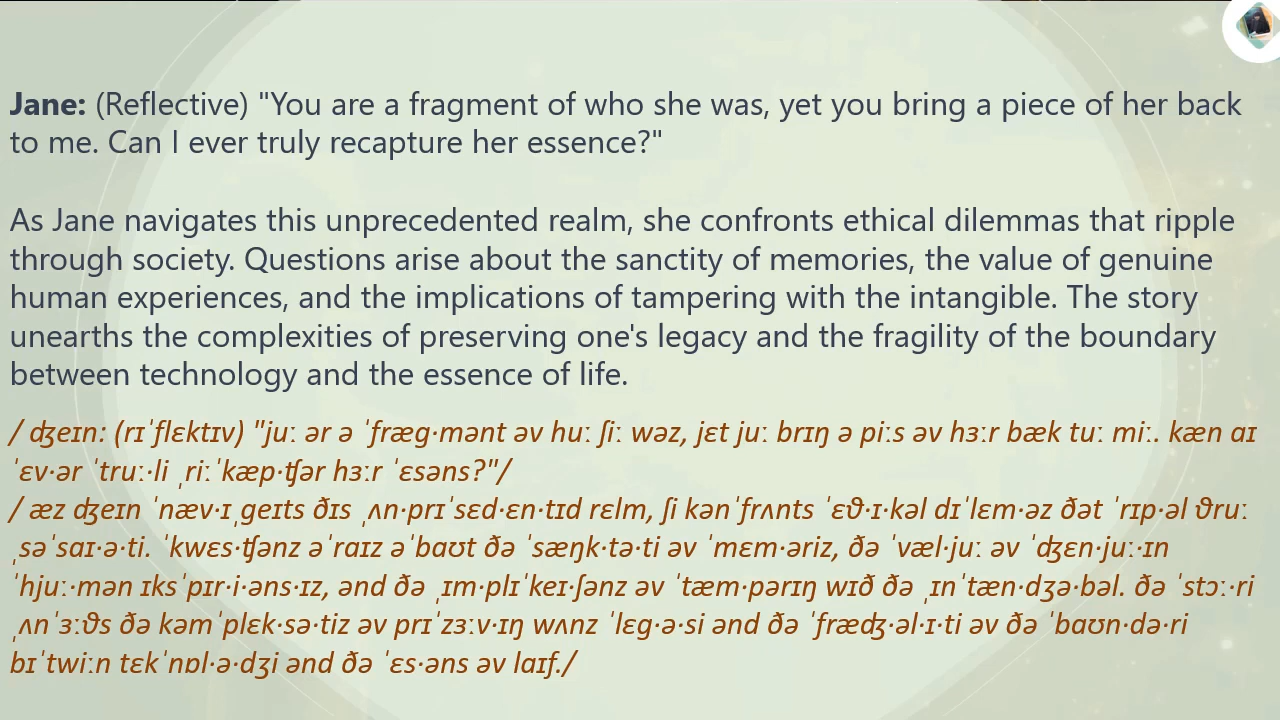 Jane: (Reflective) "You are a fragment of who she was, yet you bring a piece of her back
to me. Can I ever truly recapture her essence?"
As Jane navigates this unprecedented realm, she confronts ethical dilemmas that ripple
through society. Questions arise about the sanctity of memories, the value of genuine
human experiences, and the implications of tampering with the intangible. The story
unearths the complexities of preserving one's legacy and the fragility of the boundary
between technology and the essence of life.
/ ʤeɪn: (rɪˈflɛktɪv) "juː ər ə ˈfræg·mənt əv huː ʃiː wəz, jɛt juː brɪŋ ə piːs əv hɜːr bæk tuː miː. kæn aɪ
ˈɛv·ər ˈtruː·li ˌriːˈkæp·ʧər hɜːr ˈɛsəns?"/
/ æz ʤeɪn ˈnæv·ɪˌgeɪts ðɪs ˌʌn·prɪˈsɛd·ɛn·tɪd rɛlm, ʃi kənˈfrʌnts ˈɛϑ·ɪ·kəl dɪˈlɛm·əz ðət ˈrɪp·əl ϑruː
ˌsəˈsaɪ·ə·ti. ˈkwɛs·ʧənz əˈraɪz əˈbaʊt ðə ˈsæŋk·tə·ti əv ˈmɛm·əriz, ðə ˈvæl·juː əv ˈʤɛn·juː·ɪn
ˈhjuː·mən ɪksˈpɪr·i·əns·ɪz, ənd ðə ˌɪm·plɪˈkeɪ·ʃənz əv ˈtæm·pərɪŋ wɪð ðə ˌɪnˈtæn·dʒə·bəl. ðə ˈstɔː·ri
ˌʌnˈɜːϑs ðə kəmˈplɛk·sə·tiz əv prɪˈzɜːv·ɪŋ wʌnz ˈlɛg·ə·si ənd ðə ˈfræʤ·əl·ɪ·ti əv ðə ˈbaʊn·də·ri
bɪˈtwiːn tɛkˈnɒl·ə·dʒi ənd ðə ˈɛs·əns əv laɪf./